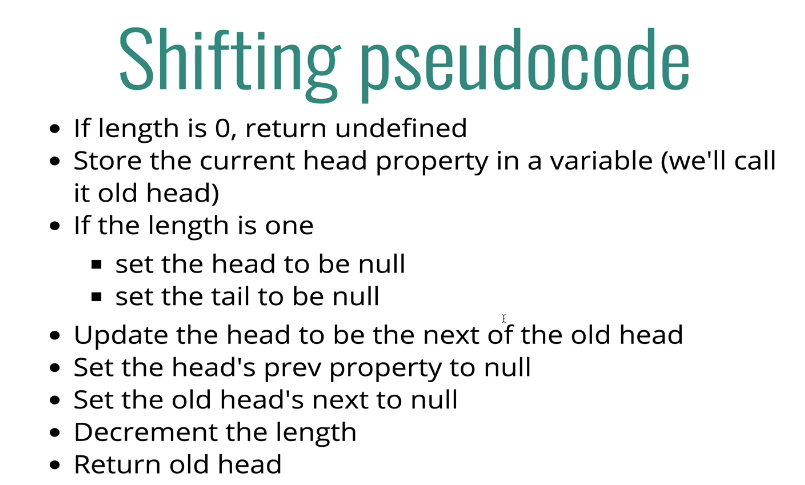 Shifting pseudocode
• If length is 0, return undefined
• Store the current head property in a variable (we'll call
it old head)
• If the length is one
▪ set the head to be null
▪ set the tail to be null
• Update the head to be the next of the old head
• Set the head's prev property to null
• Set the old head's next to null
• Decrement the length
• Return old head